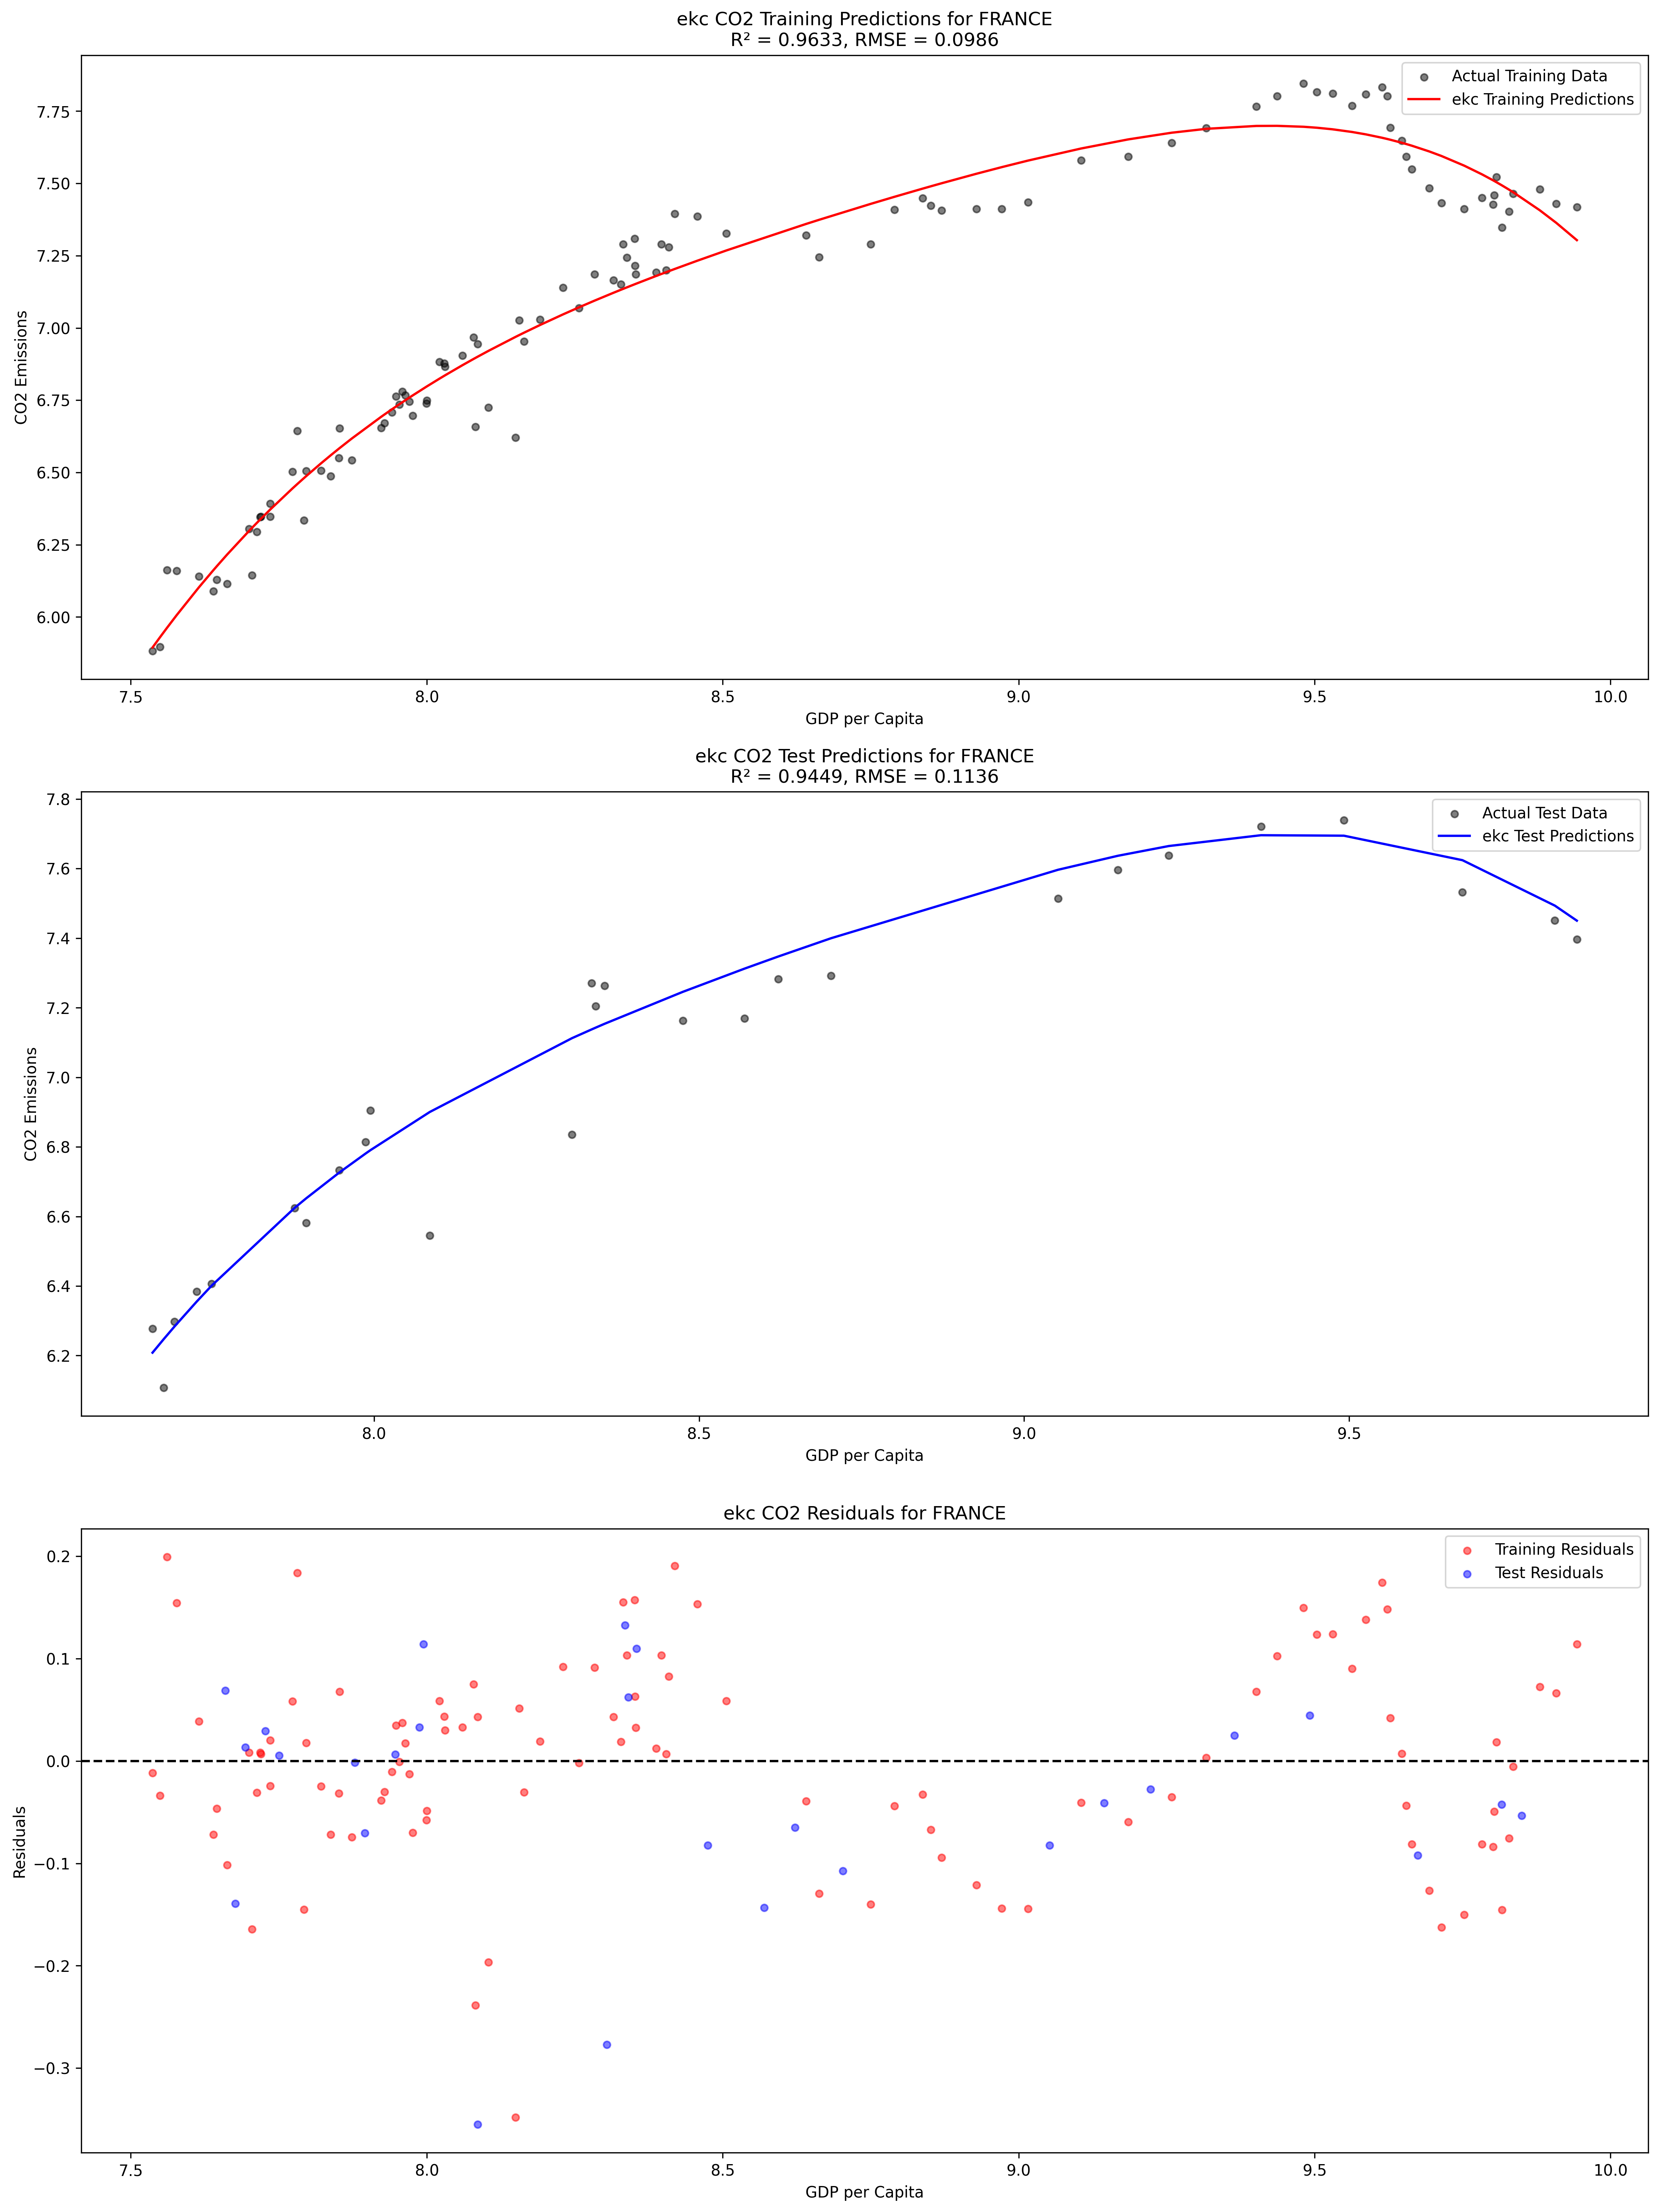 ekc CO2 Training Predictions for FRANCE
R² = 0.9633, RMSE = 0.0986
Actual Training Data
ekc Training Predictions
CO2 Emissions
7.75
7.50
7.25
7.00
6.75
6.50
6.25
6.00
7.5 8.0 8.5 9.0 9.5 10.0
GDP per Capita
ekc CO2 Test Predictions for FRANCE
R² = 0.9449, RMSE = 0.1136
Actual Test Data
ekc Test Predictions
CO2 Emissions
7.8
7.6
7.4
7.2
7.0
6.8
6.6
6.4
6.2
8.0 8.5 9.0 9.5
GDP per Capita
ekc CO2 Residuals for FRANCE
Training Residuals
Test Residuals
Residuals
0.2
0.1
0.0
−0.1
−0.2
−0.3
7.5 8.0 8.5 9.0 9.5 10.0
GDP per Capita